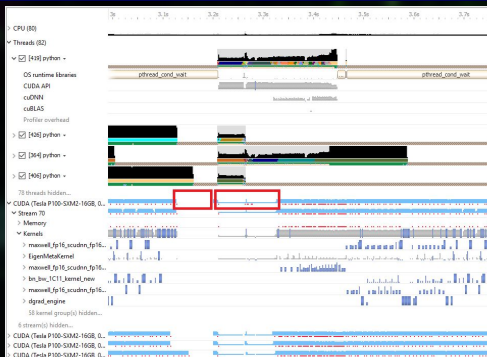 3s 3.1s 3.2s 3.3s 3.4s 3.5s 3.6s 3.7s
CPU (80)
Threads (82)
[439] python
OS runtime libraries pthread_cond_wait pthread_cond_wait
CUDA API
cuDNN
cuBLAS
Profiler overhead
[426] python
[364] python
[406] python
78 threads hidden...
CUDA (Tesla P100-SXM2-16GB, 0...
Stream 70
Memory
Kernels
maxwell_fp16_scudnn_fp16...
EigenMetaKernel
maxwell_fp16_scudnn_fp16...
bn_bw_1C11_kernel_new
maxwell_fp16_scudnn_fp16...
dgrad_engine
58 kernel group(s) hidden...
6 stream(s) hidden...
CUDA (Tesla P100-SXM2-16GB, 0...
CUDA (Tesla P100-SXM2-16GB, 0...
CUDA (Tesla P100-SXM2-16GB, 0...